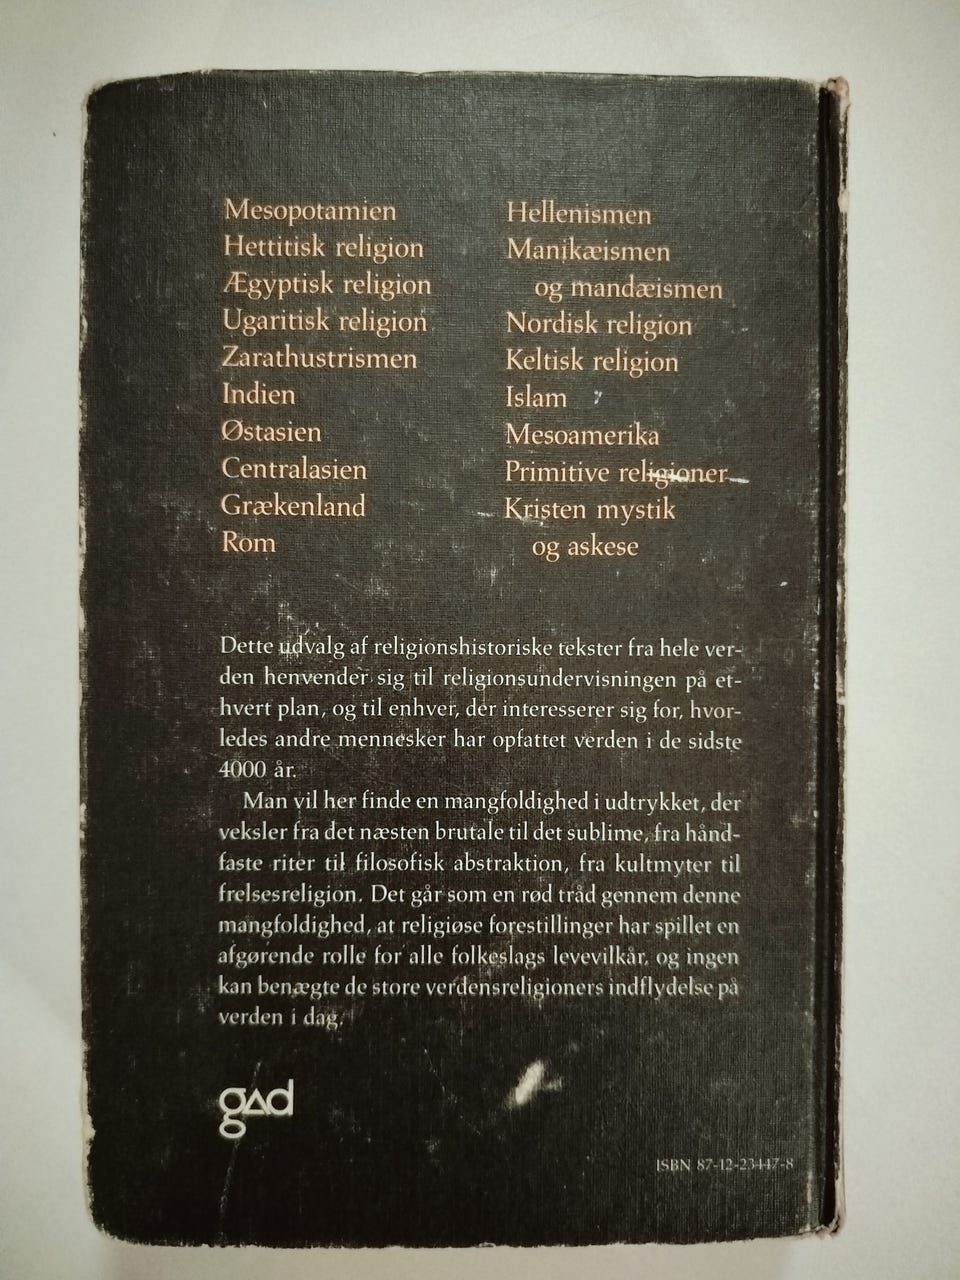 Mesopotamien
Hettitisk religion
Ægyptisk religion
Ugaritisk religion
Zarathustrismen
Indien
Østasien
Centralasien
Grækenland
Rom
Hellenismen
Manikæismen
og mandæismen
Nordisk religion
Keltisk religion
Islam
Mesoamerika
Primitive religioner
Kristen mystik
og askese
Dette udvalg af religionshistoriske tekster fra hele ver-
den henvender sig til religionsundervisningen på et-
hvert plan, og til enhver, der interesserer sig for, hvor-
ledes andre mennesker har opfattet verden i de sidste
4000 år.
Man vil her finde en mangfoldighed i udtrykket, der
veksler fra det næsten brutale til det sublime, fra hånd-
faste riter til filosofisk abstraktion, fra kultmyter til
frelsesreligion. Det går som en rød tråd gennem denne
mangfoldighed, at religiøse forestillinger har spillet en
afgørende rolle for alle folkeslags levevilkår, og ingen
kan benægte de store verdensreligioners indflydelse på
verden i dag.
gad
ISBN 87-12-23447-8